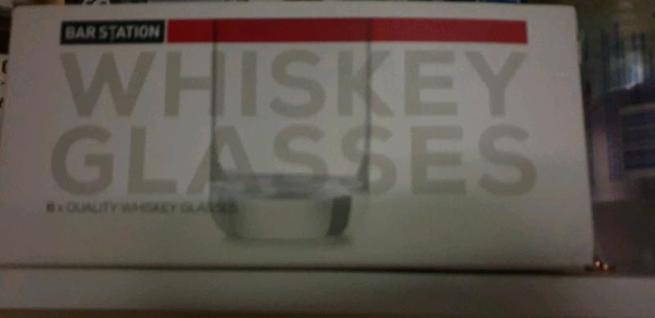 BAR STATION
WHISKEY
GLASSES
6 x QUALITY WHISKEY GLASSES